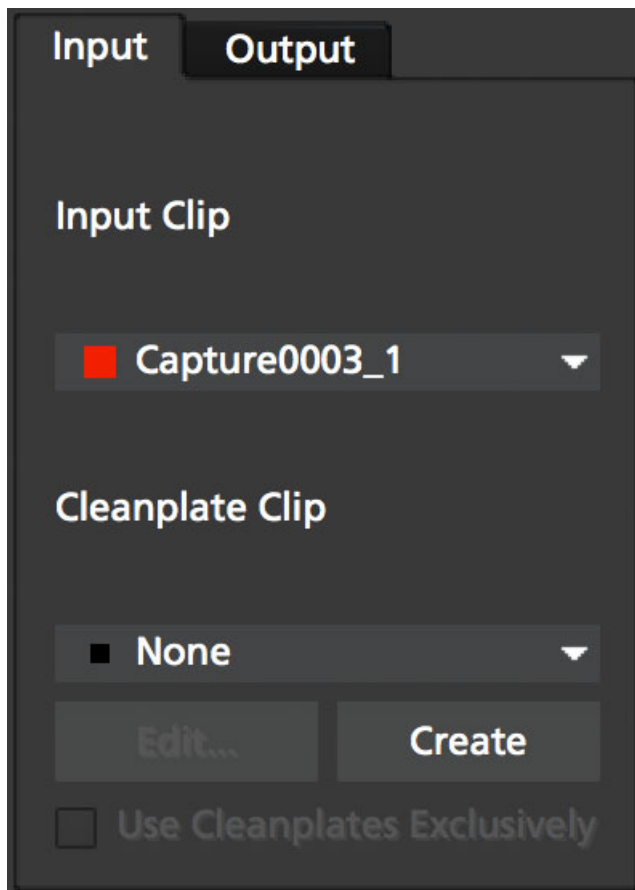 Input Output
Input Clip
Capture0003_1
Cleanplate Clip
None
Edit... Create
Use Cleanplates Exclusively